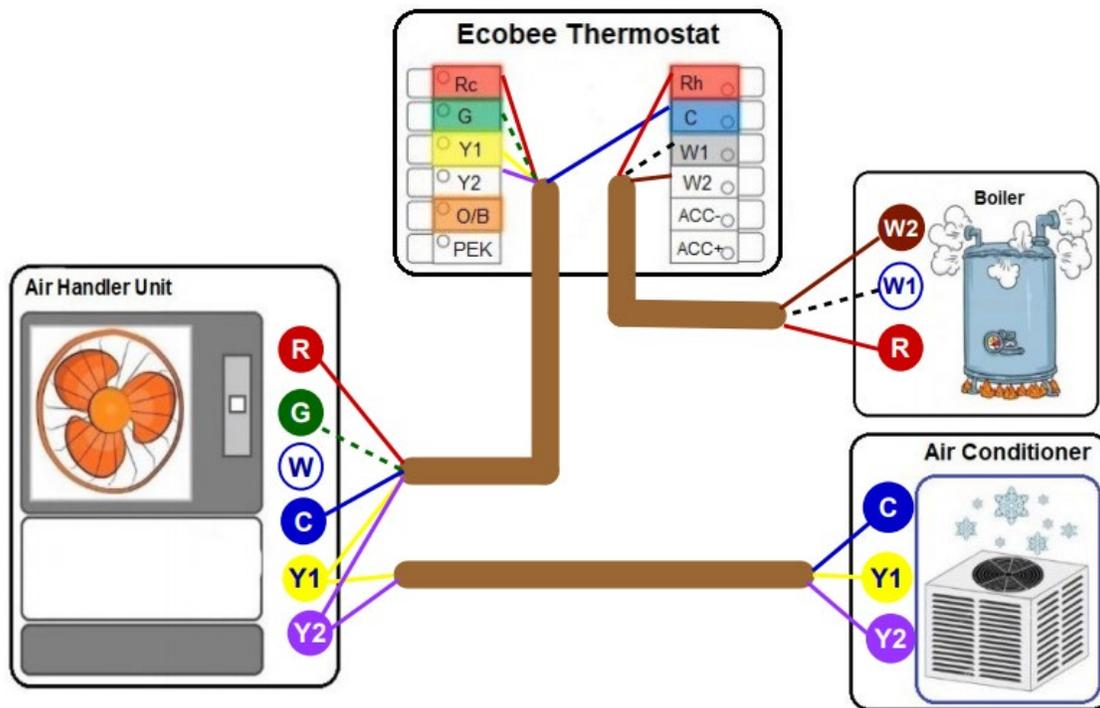 Ecobee Thermostat
Rc
G
Y1
Y2
O/B
PEK
Rh
C
W1
W2
ACC-
ACC+
Boiler
W2
W1
R
Air Handler Unit
R
G
W
C
Y1
Y2
Air Conditioner
C
Y1
Y2